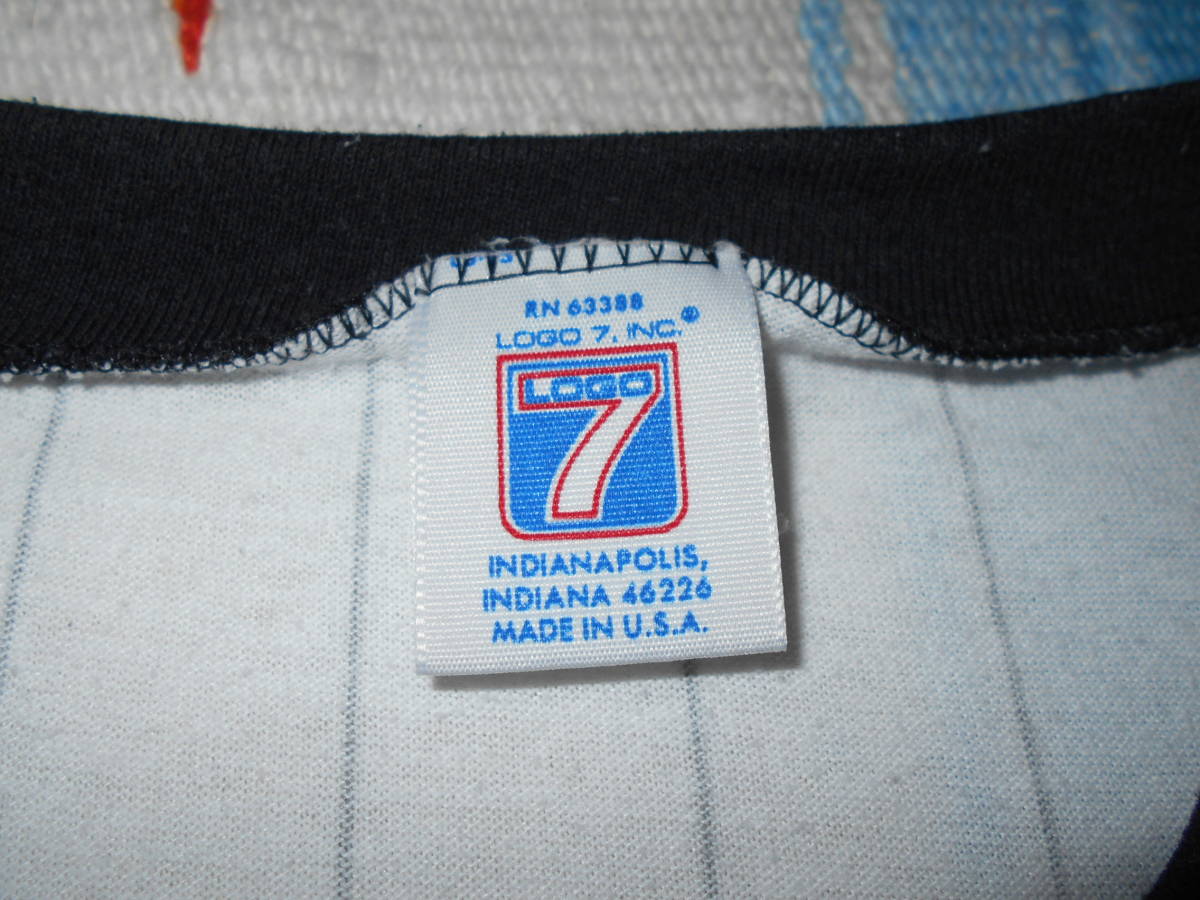 RN 63388
LOGO 7, INC.®
LOGO
7
INDIANAPOLIS,
INDIANA 46226
MADE IN U.S.A.